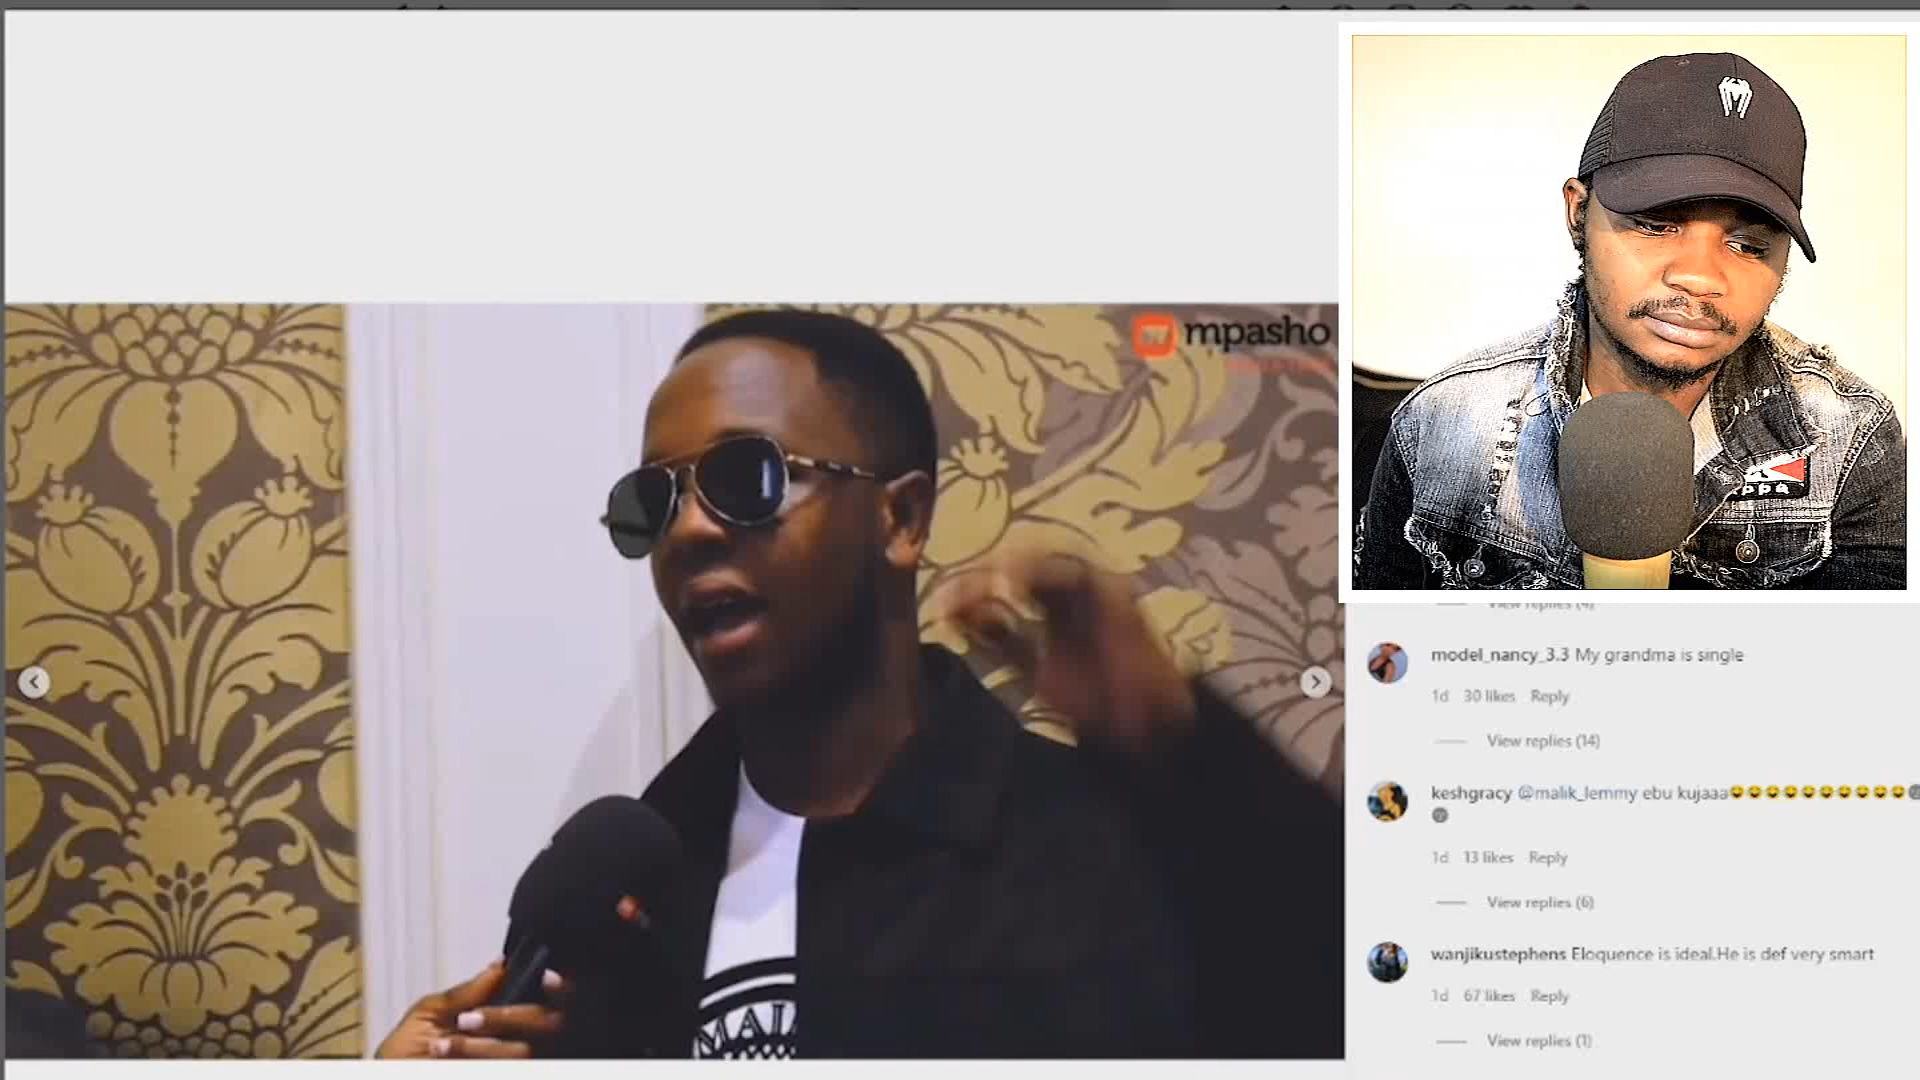 mpasho
ppa
MAJA
View replies (4)
model_nancy_3.3 My grandma is single
1d 30 likes Reply
View replies (14)
keshgracy @malik_lemmy ebu kujaaa😂😂😂😂😂😂😂😂😂😂
1d 13 likes Reply
View replies (6)
wanjikustephens Eloquence is ideal.He is def very smart
1d 67 likes Reply
View replies (1)